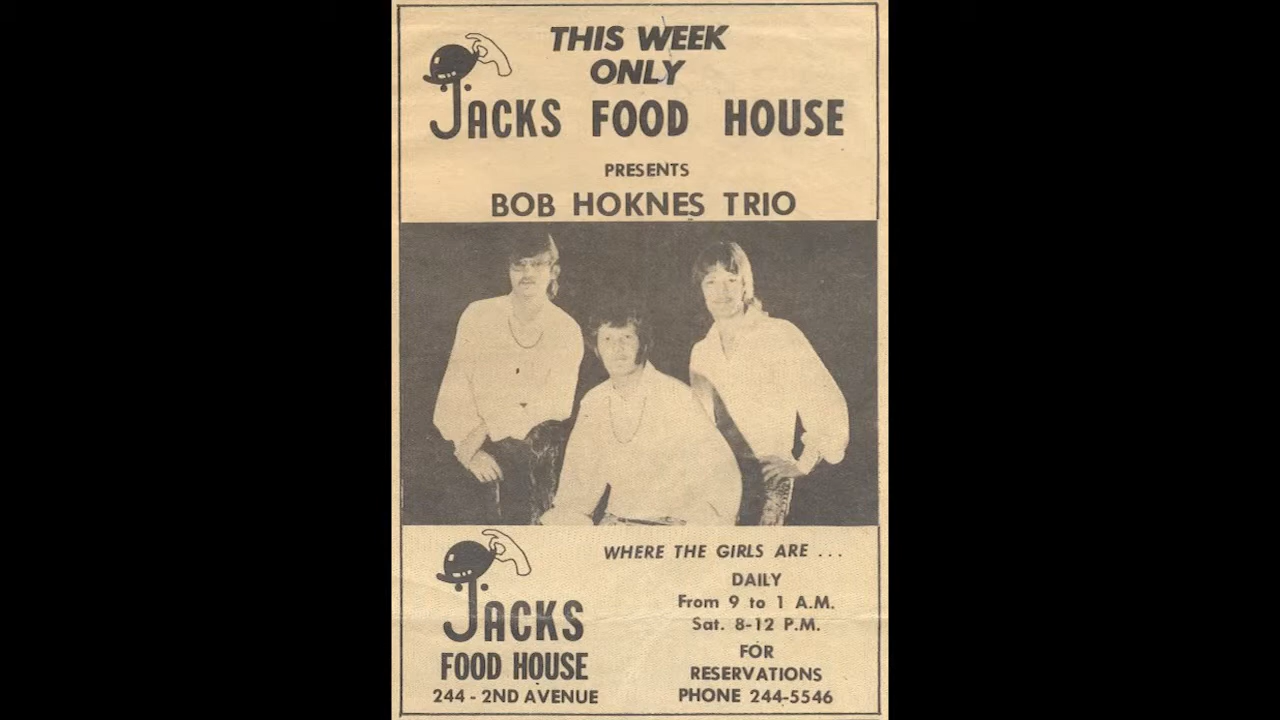 THIS WEEK
ONLY
JACKS FOOD HOUSE
PRESENTS
BOB HOKNES TRIO
WHERE THE GIRLS ARE ...
DAILY
From 9 to 1 A.M.
Sat. 8-12 P.M.
FOR
RESERVATIONS
PHONE 244-5546
JACKS
FOOD HOUSE
244 - 2ND AVENUE